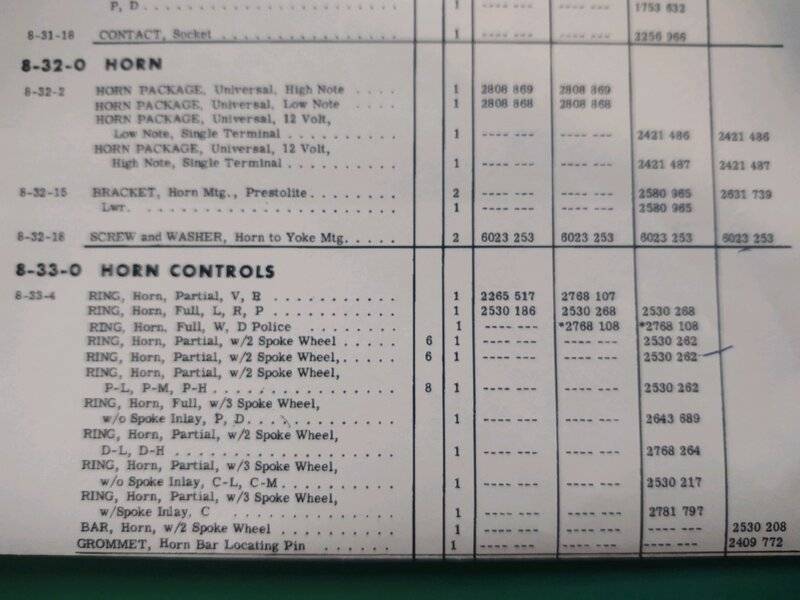 P, D . . . . . . . . . . . . . . . . 1 ---- --- ---- --- 1753 632
8-31-18 CONTACT, Socket . . . . . . . . . . . . 1 ---- --- ---- --- 2256 966
8-32-0 HORN
8-32-2 HORN PACKAGE, Universal, High Note . . . . 1 2808 869 2808 869
HORN PACKAGE, Universal, Low Note . . . . 1 2808 868 2808 868
HORN PACKAGE, Universal, 12 Volt,
Low Note, Single Terminal . . . . . . . . . 1 ---- --- ---- --- 2421 486 2421 486
HORN PACKAGE, Universal, 12 Volt,
High Note, Single Terminal . . . . . . . . . 1 ---- --- ---- --- 2421 487 2421 487
8-32-15 BRACKET, Horn Mtg., Prestolite . . . . . . . 2 ---- --- ---- --- 2580 965 2631 739
Lwr. . . . . . . . . . . . . . . . . . 1 ---- --- ---- --- 2580 965
8-32-18 SCREW and WASHER, Horn to Yoke Mtg. . . . . 2 6023 253 6023 253 6023 253 6023 253
8-33-0 HORN CONTROLS
8-33-4 RING, Horn, Partial, V, B . . . . . . . . . . 1 2265 517 2768 107
RING, Horn, Full, L, R, P . . . . . . . . . . 1 2530 186 2530 268 2530 268
RING, Horn, Full, W, D Police . . . . . . . 1 ---- --- *2768 108 *2768 108
RING, Horn, Partial, w/2 Spoke Wheel . . . . . 6 1 ---- --- ---- --- 2530 262
RING, Horn, Partial, w/2 Spoke Wheel, . . . . . 6 1 ---- --- ---- --- 2530 262
RING, Horn, Partial, w/2 Spoke Wheel,
P-L, P-M, P-H . . . . . . . . . . . . . . 8 1 ---- --- ---- --- 2530 262
RING, Horn, Full, w/3 Spoke Wheel,
w/o Spoke Inlay, P, D . . . . . . . . . . . 1 ---- --- ---- --- 2643 689
RING, Horn, Partial, w/2 Spoke Wheel,
D-L, D-H . . . . . . . . . . . . . . . . 1 ---- --- ---- --- 2768 264
RING, Horn, Partial, w/3 Spoke Wheel,
w/o Spoke Inlay, C-L, C-M . . . . . . . . . 1 ---- --- ---- --- 2530 217
RING, Horn, Partial, w/3 Spoke Wheel,
w/Spoke Inlay, C . . . . . . . . . . . . 1 ---- --- ---- --- 2781 797
BAR, Horn, w/2 Spoke Wheel . . . . . . . . . 1 ---- --- ---- --- ---- --- 2530 208
GROMMET, Horn Bar Locating Pin . . . . . . 1 ---- --- ---- --- ---- --- 2409 772